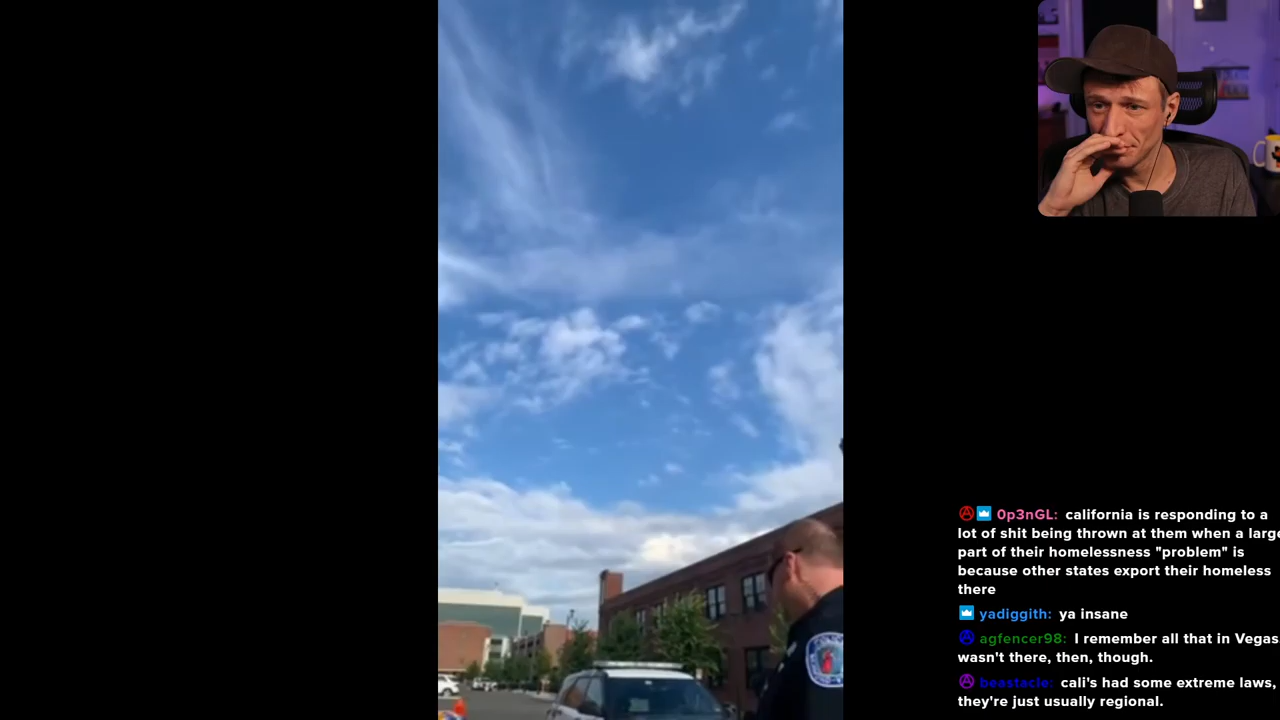 0p3nGL: california is responding to a
lot of shit being thrown at them when a large
part of their homelessness "problem" is
because other states export their homeless
there
yadiggith: ya insane
agfencer98: I remember all that in Vegas
wasn't there, then, though.
beastacle: cali's had some extreme laws,
they're just usually regional.